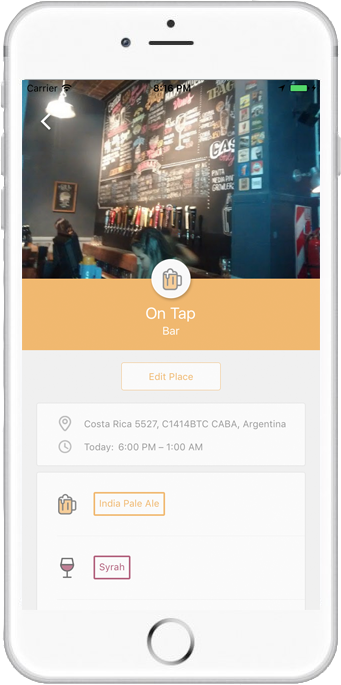 Carrier 8:16 PM
On Tap
Bar
Edit Place
Costa Rica 5527, C1414BTC CABA, Argentina
Today: 6:00 PM – 1:00 AM
India Pale Ale
Syrah